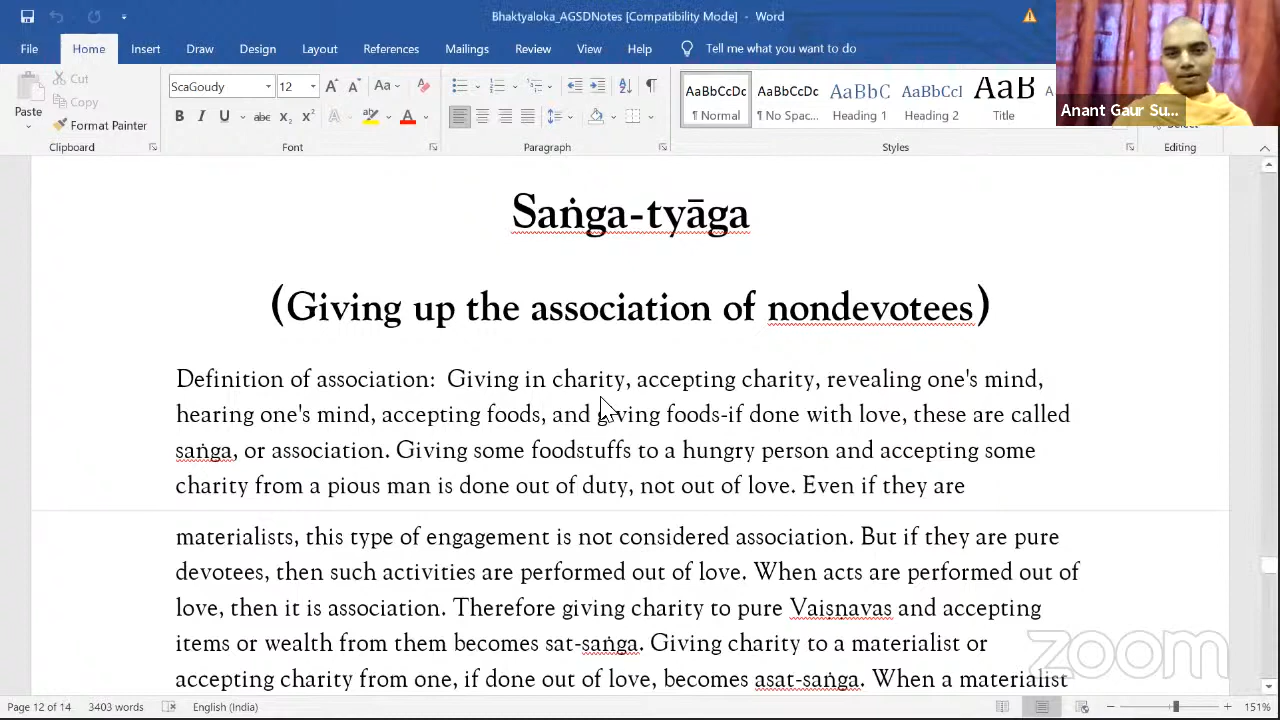 Bhaktyaloka_AGSDNotes [Compatibility Mode] - Word
File Home Insert Draw Design Layout References Mailings Review View Help Tell me what you want to do
Paste
Cut
Copy
Format Painter
Clipboard
ScaGoudy 12
B I U abc x₂ x²
Font
Paragraph
AaBbCcDc AaBbCcDc AaBbC AaBbCcI AaB
¶ Normal ¶ No Spac... Heading 1 Heading 2 Title
Styles
Editing
Anant Gaur Su...
Saṅga-tyāga
(Giving up the association of nondevotees)
Definition of association: Giving in charity, accepting charity, revealing one's mind,
hearing one's mind, accepting foods, and giving foods-if done with love, these are called
saṅga, or association. Giving some foodstuffs to a hungry person and accepting some
charity from a pious man is done out of duty, not out of love. Even if they are
materialists, this type of engagement is not considered association. But if they are pure
devotees, then such activities are performed out of love. When acts are performed out of
love, then it is association. Therefore giving charity to pure Vaiṣṇavas and accepting
items or wealth from them becomes sat-saṅga. Giving charity to a materialist or
accepting charity from one, if done out of love, becomes asat-saṅga. When a materialist
zoom
Page 12 of 14 3403 words English (India) 151%